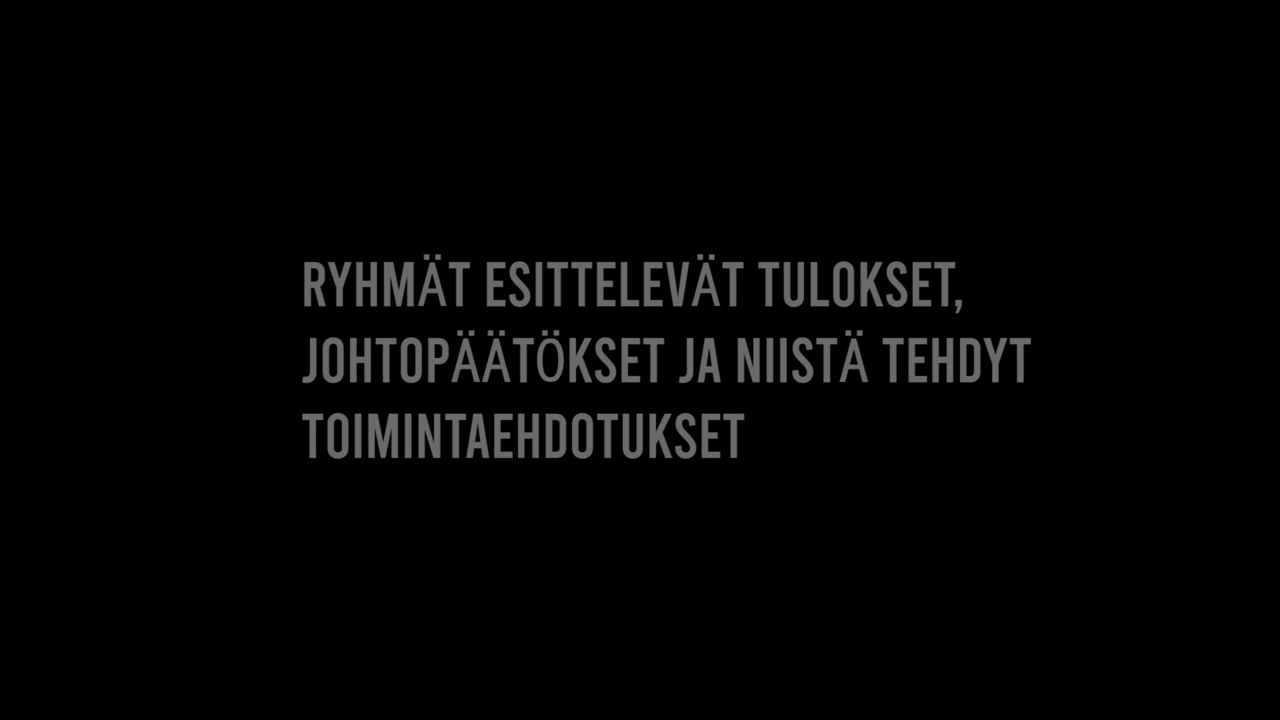 RYHMÄT ESITTELEVÄT TULOKSET,
JOHTOPÄÄTÖKSET JA NIISTÄ TEHDYT
TOIMINTAEHDOTUKSET